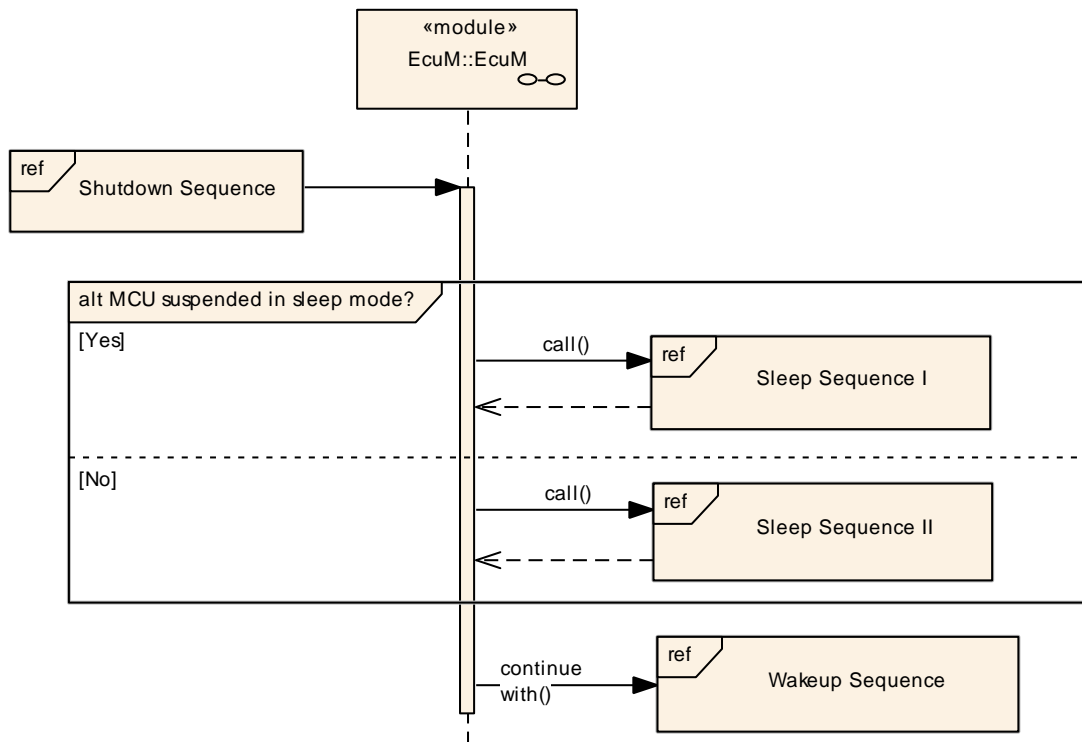 «module»
EcuM::EcuM
ref
Shutdown Sequence
alt MCU suspended in sleep mode?
[Yes]
call()
ref
Sleep Sequence I
[No]
call()
ref
Sleep Sequence II
continue
with()
ref
Wakeup Sequence